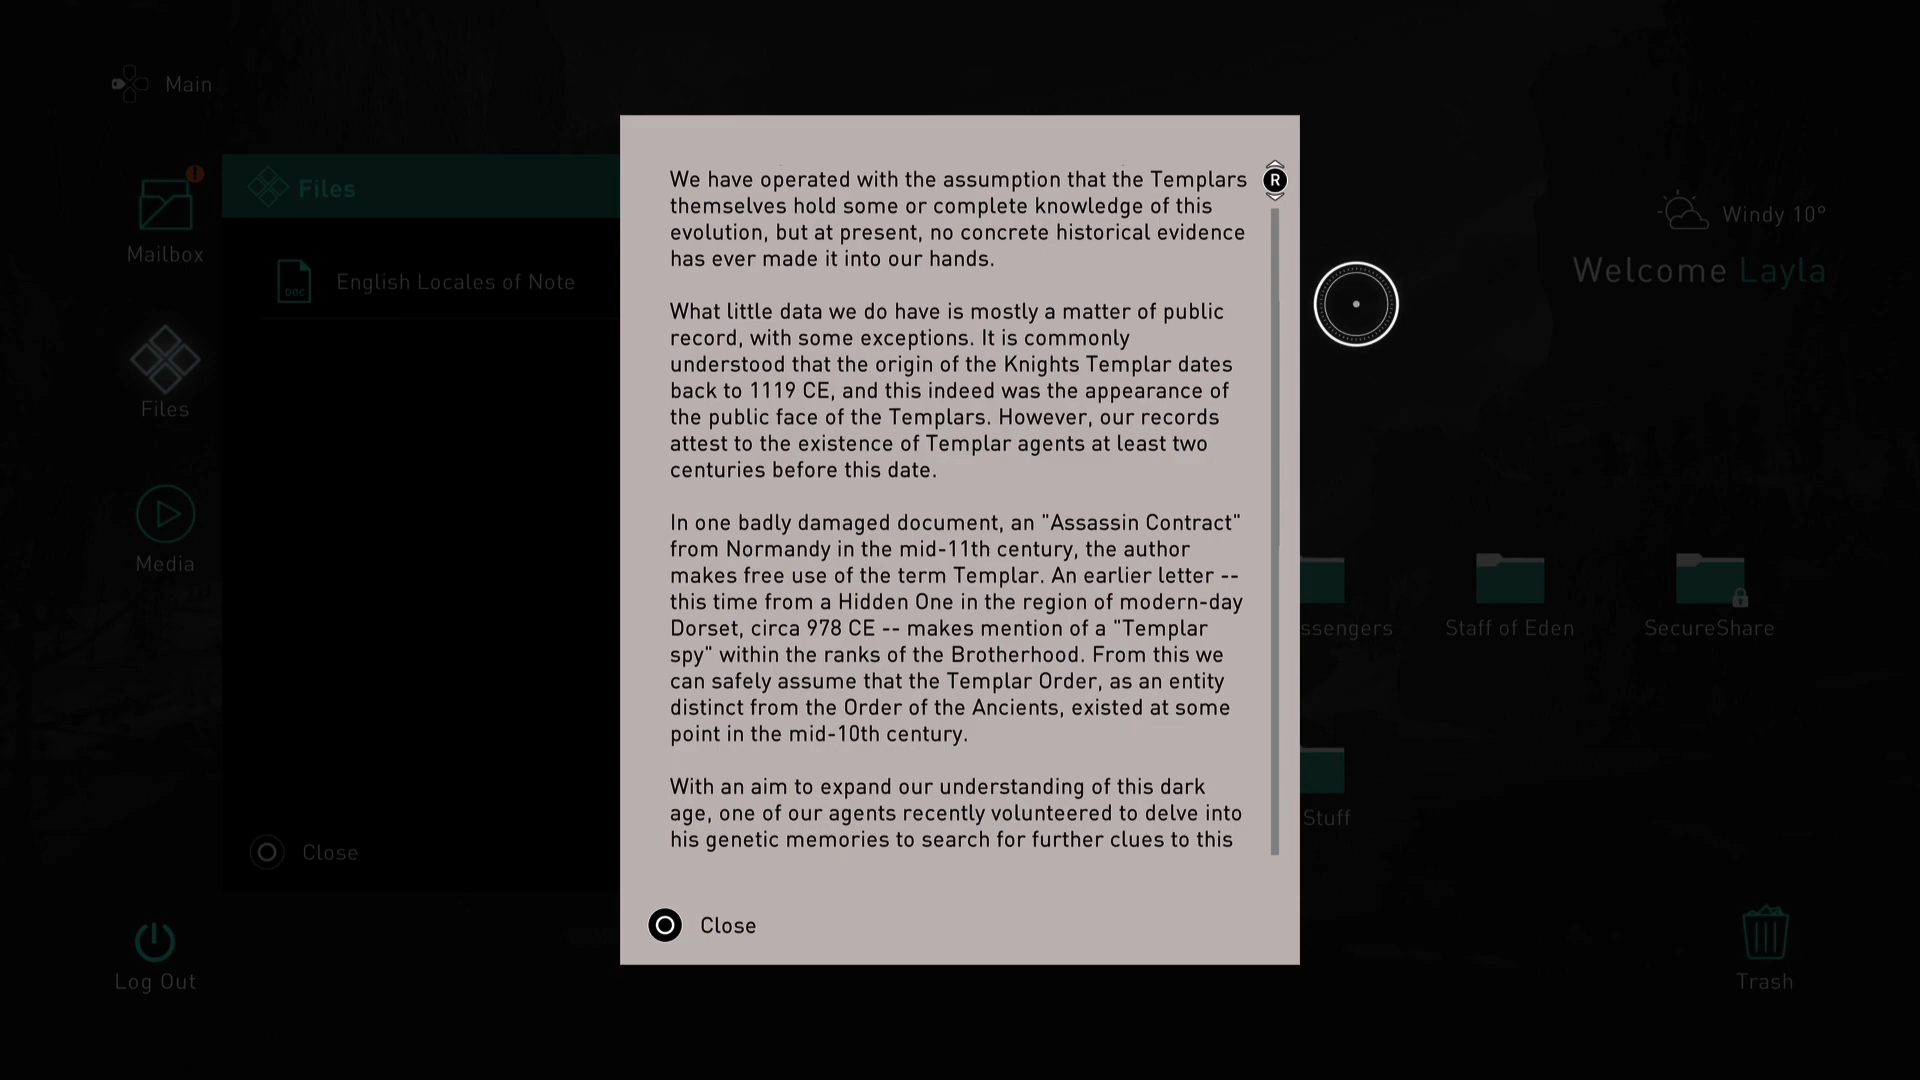 Main
Mailbox
Files
Media
Log Out
Files
DOC
English Locales of Note
Close
We have operated with the assumption that the Templars
themselves hold some or complete knowledge of this
evolution, but at present, no concrete historical evidence
has ever made it into our hands.
What little data we do have is mostly a matter of public
record, with some exceptions. It is commonly
understood that the origin of the Knights Templar dates
back to 1119 CE, and this indeed was the appearance of
the public face of the Templars. However, our records
attest to the existence of Templar agents at least two
centuries before this date.
In one badly damaged document, an "Assassin Contract"
from Normandy in the mid-11th century, the author
makes free use of the term Templar. An earlier letter --
this time from a Hidden One in the region of modern-day
Dorset, circa 978 CE -- makes mention of a "Templar
spy" within the ranks of the Brotherhood. From this we
can safely assume that the Templar Order, as an entity
distinct from the Order of the Ancients, existed at some
point in the mid-10th century.
With an aim to expand our understanding of this dark
age, one of our agents recently volunteered to delve into
his genetic memories to search for further clues to this
R
Close
Windy 10°
Welcome Layla
ssengers
Staff of Eden
SecureShare
Stuff
Trash